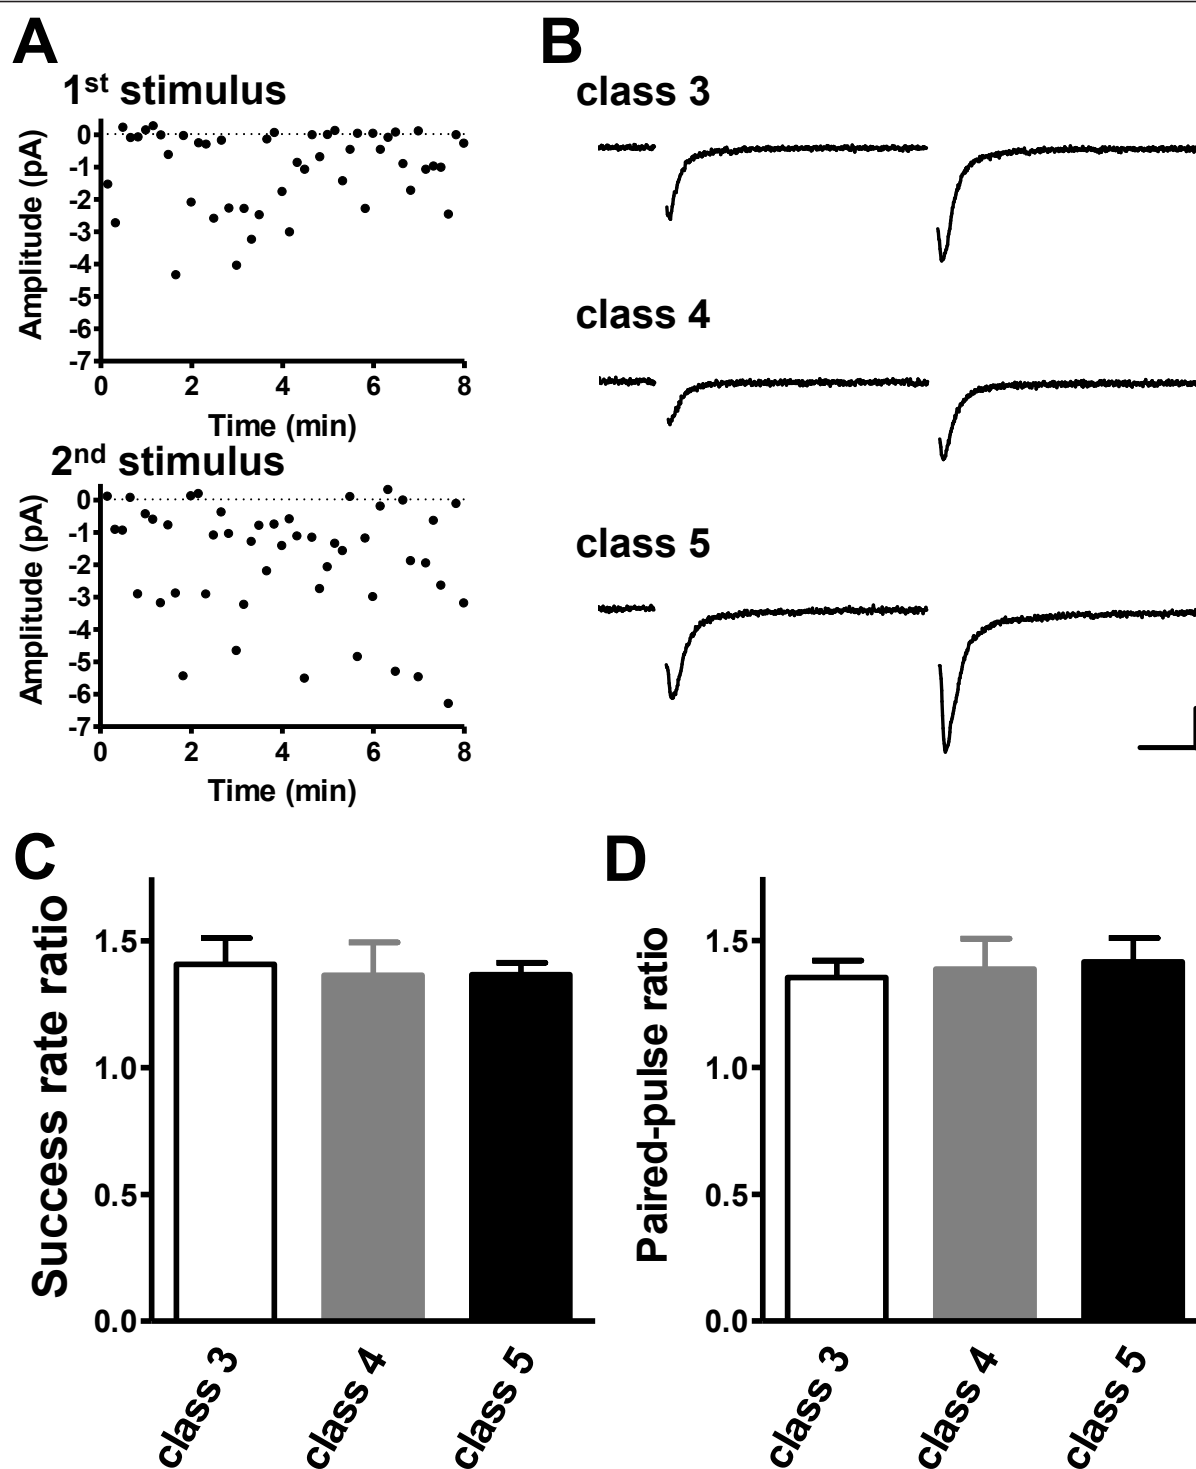 A
1st stimulus
Amplitude (pA)
0
-1
-2
-3
-4
-5
-6
-7
0 2 4 6 8
Time (min)
2nd stimulus
Amplitude (pA)
0
-1
-2
-3
-4
-5
-6
-7
0 2 4 6 8
Time (min)
B
class 3
class 4
class 5
C
Success rate ratio
1.5
1.0
0.5
0.0
class 3
class 4
class 5
D
Paired-pulse ratio
1.5
1.0
0.5
0.0
class 3
class 4
class 5